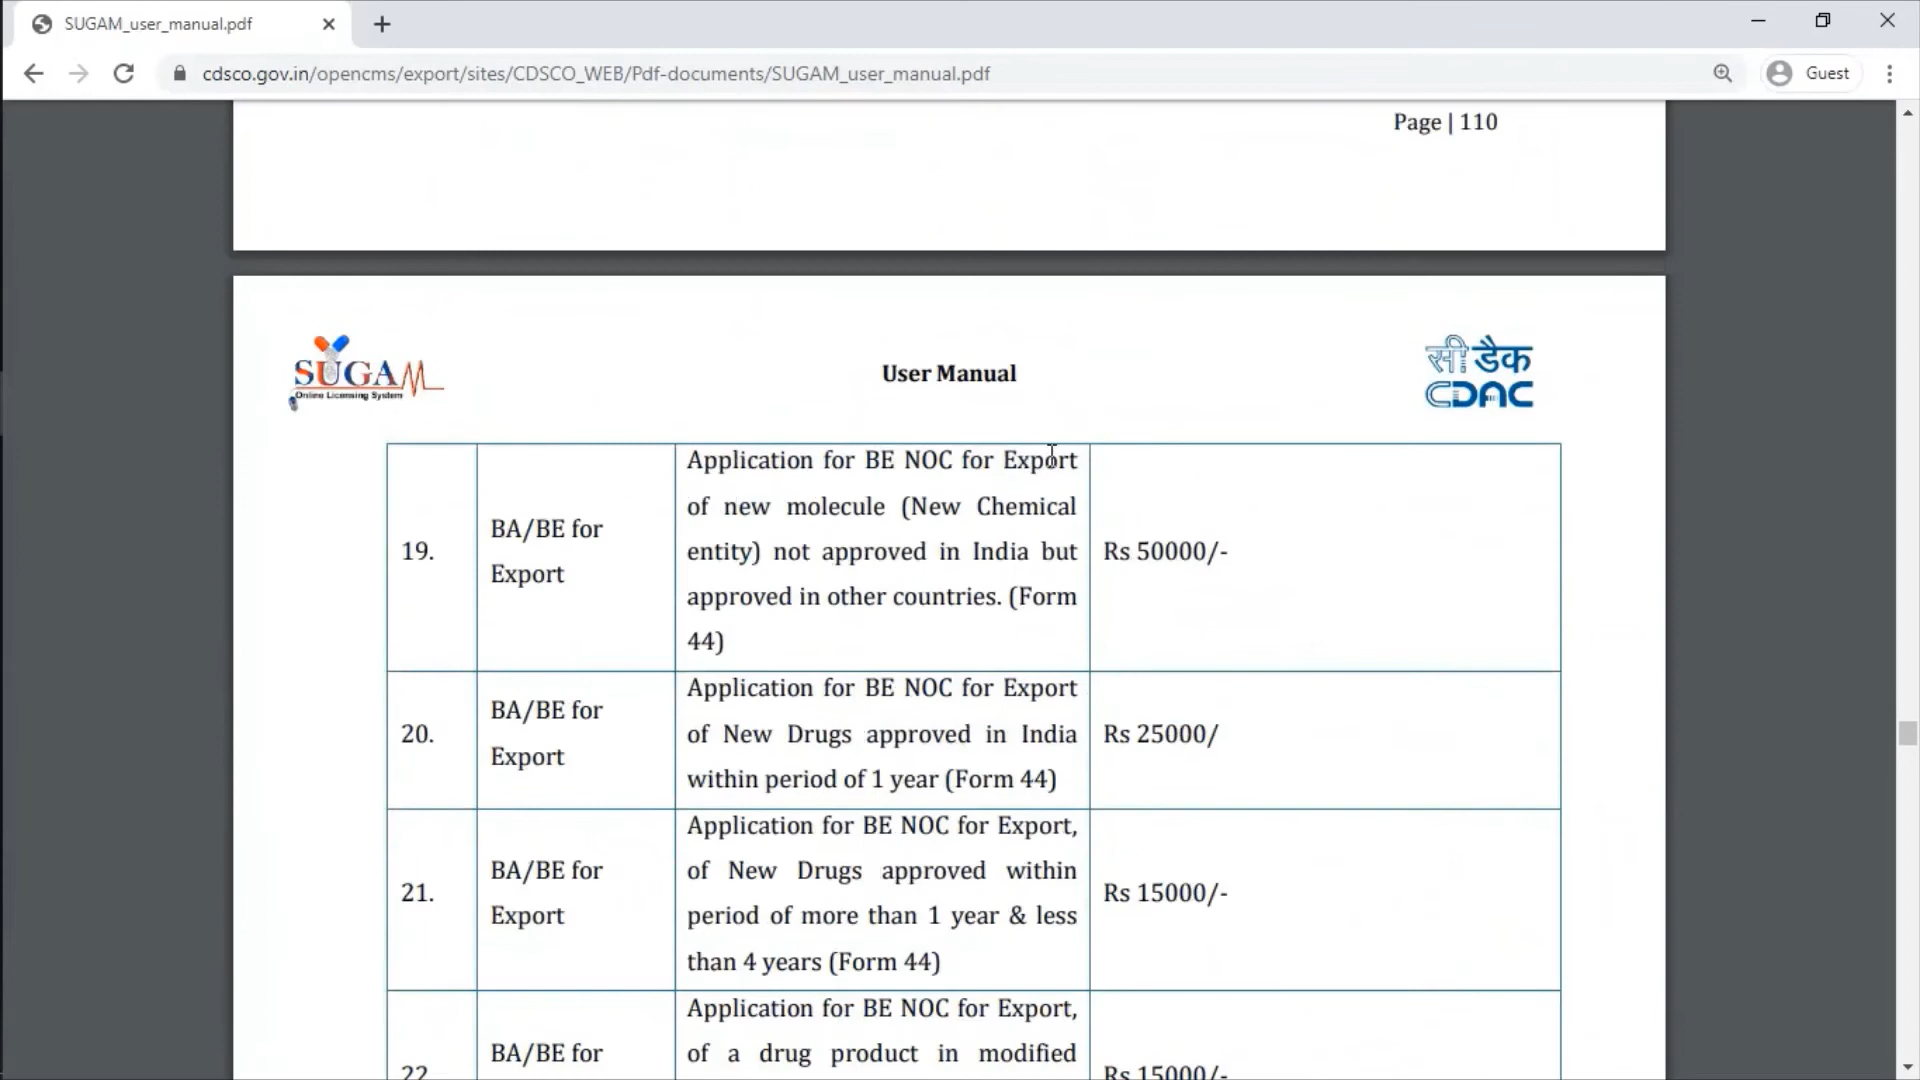 SUGAM_user_manual.pdf
cdsco.gov.in/opencms/export/sites/CDSCO_WEB/Pdf-documents/SUGAM_user_manual.pdf
Guest
Page | 110
SUGAM
Online Licensing System
User Manual
सी डैक
CDAC
19.
BA/BE for
Export
Application for BE NOC for Export
of new molecule (New Chemical
entity) not approved in India but
approved in other countries. (Form
44)
Rs 50000/-
20.
BA/BE for
Export
Application for BE NOC for Export
of New Drugs approved in India
within period of 1 year (Form 44)
Rs 25000/
21.
BA/BE for
Export
Application for BE NOC for Export,
of New Drugs approved within
period of more than 1 year & less
than 4 years (Form 44)
Rs 15000/-
22.
BA/BE for
Application for BE NOC for Export,
of a drug product in modified
Rs 15000/-